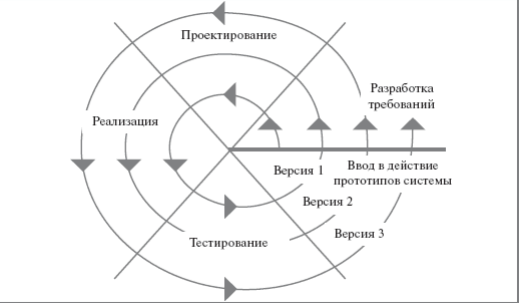 Проектирование
Разработка
требований
Реализация
Версия 1
Ввод в действие
прототипов системы
Версия 2
Версия 3
Тестирование